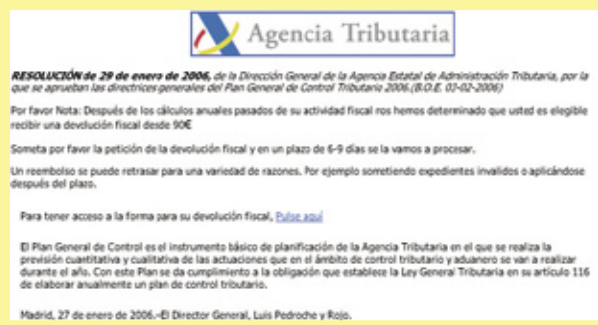 Agencia Tributaria
RESOLUCIÓN de 29 de enero de 2006, de la Dirección General de la Agencia Estatal de Administración Tributaria, por la
que se aprueban las directrices generales del Plan General de Control Tributario 2006.(B.O.E. 03-02-2006)
Por favor Nota: Después de los cálculos anuales pasados de su actividad fiscal nos hemos determinado que usted es elegible
recibir una devolución fiscal desde 90€
Someta por favor la petición de la devolución fiscal y en un plazo de 6-9 días se la vamos a procesar.
Un reembolso se puede retrasar para una variedad de razones. Por ejemplo sometiendo expedientes invalidos o aplicándose
después del plazo.
Para tener acceso a la forma para su devolución fiscal, Pulse aquí
El Plan General de Control es el instrumento básico de planificación de la Agencia Tributaria en el que se realiza la
previsión cuantitativa y cualitativa de las actuaciones que en el ámbito de control tributario y aduanero se van a realizar
durante el año. Con este Plan se da cumplimiento a la obligación que establece la Ley General Tributaria en su artículo 116
de elaborar anualmente un plan de control tributario.
Madrid, 27 de enero de 2006.-El Director General, Luis Pedroche y Rojo.